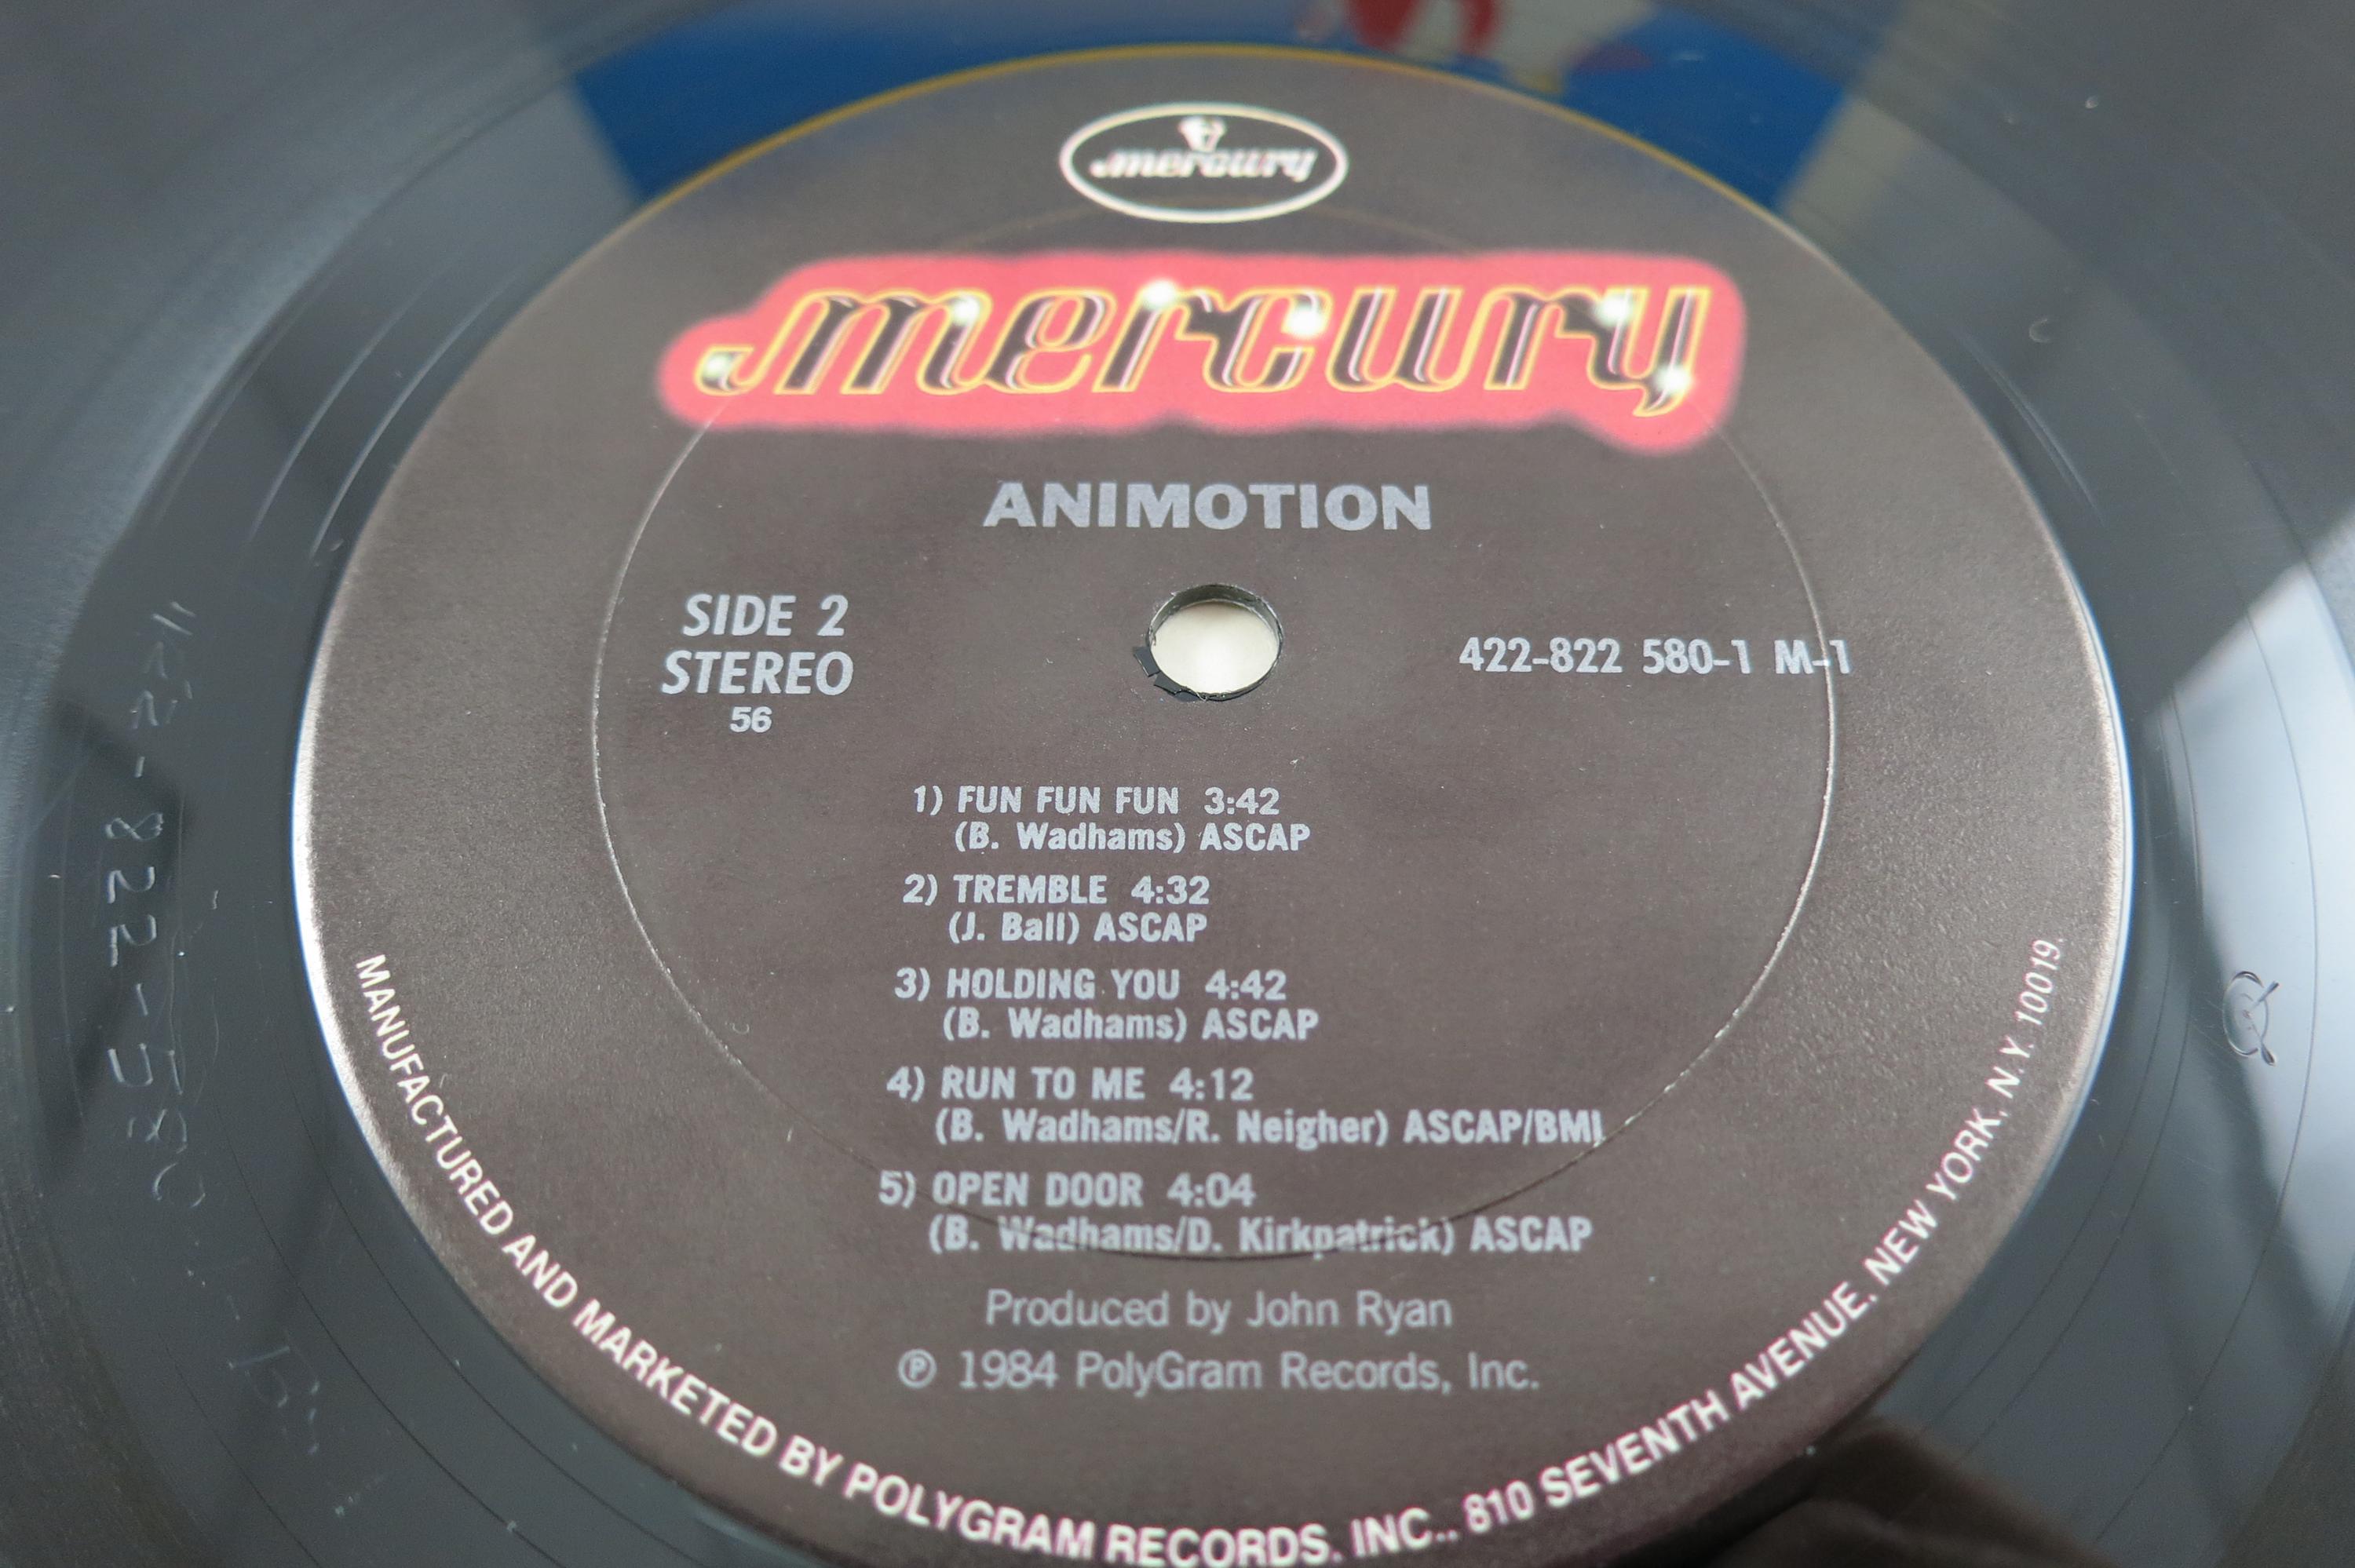 mercury
mercury
ANIMOTION
SIDE 2
STEREO
56
422-822 580-1 M-1
1) FUN FUN FUN 3:42
(B. Wadhams) ASCAP
2) TREMBLE 4:32
(J. Ball) ASCAP
3) HOLDING YOU 4:42
(B. Wadhams) ASCAP
4) RUN TO ME 4:12
(B. Wadhams/R. Neigher) ASCAP/BMI
5) OPEN DOOR 4:04
(B. Wadhams/D. Kirkpatrick) ASCAP
Produced by John Ryan
℗ 1984 PolyGram Records, Inc.
MANUFACTURED AND MARKETED BY POLYGRAM RECORDS, INC., 810 SEVENTH AVENUE, NEW YORK, N.Y. 10019.
822-580